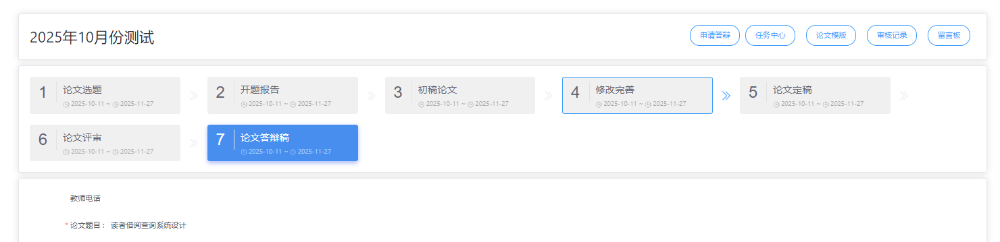 2025年10月份测试
申请答辩 任务中心 论文模版 审核记录 留言板
1 论文选题
2025-10-11 ~ 2025-11-27
2 开题报告
2025-10-11 ~ 2025-11-27
3 初稿论文
2025-10-11 ~ 2025-11-27
4 修改完善
2025-10-11 ~ 2025-11-27
5 论文定稿
2025-10-11 ~ 2025-11-27
6 论文评审
2025-10-11 ~ 2025-11-27
7 论文答辩稿
2025-10-11 ~ 2025-11-27
教师电话
* 论文题目： 读者借阅查询系统设计